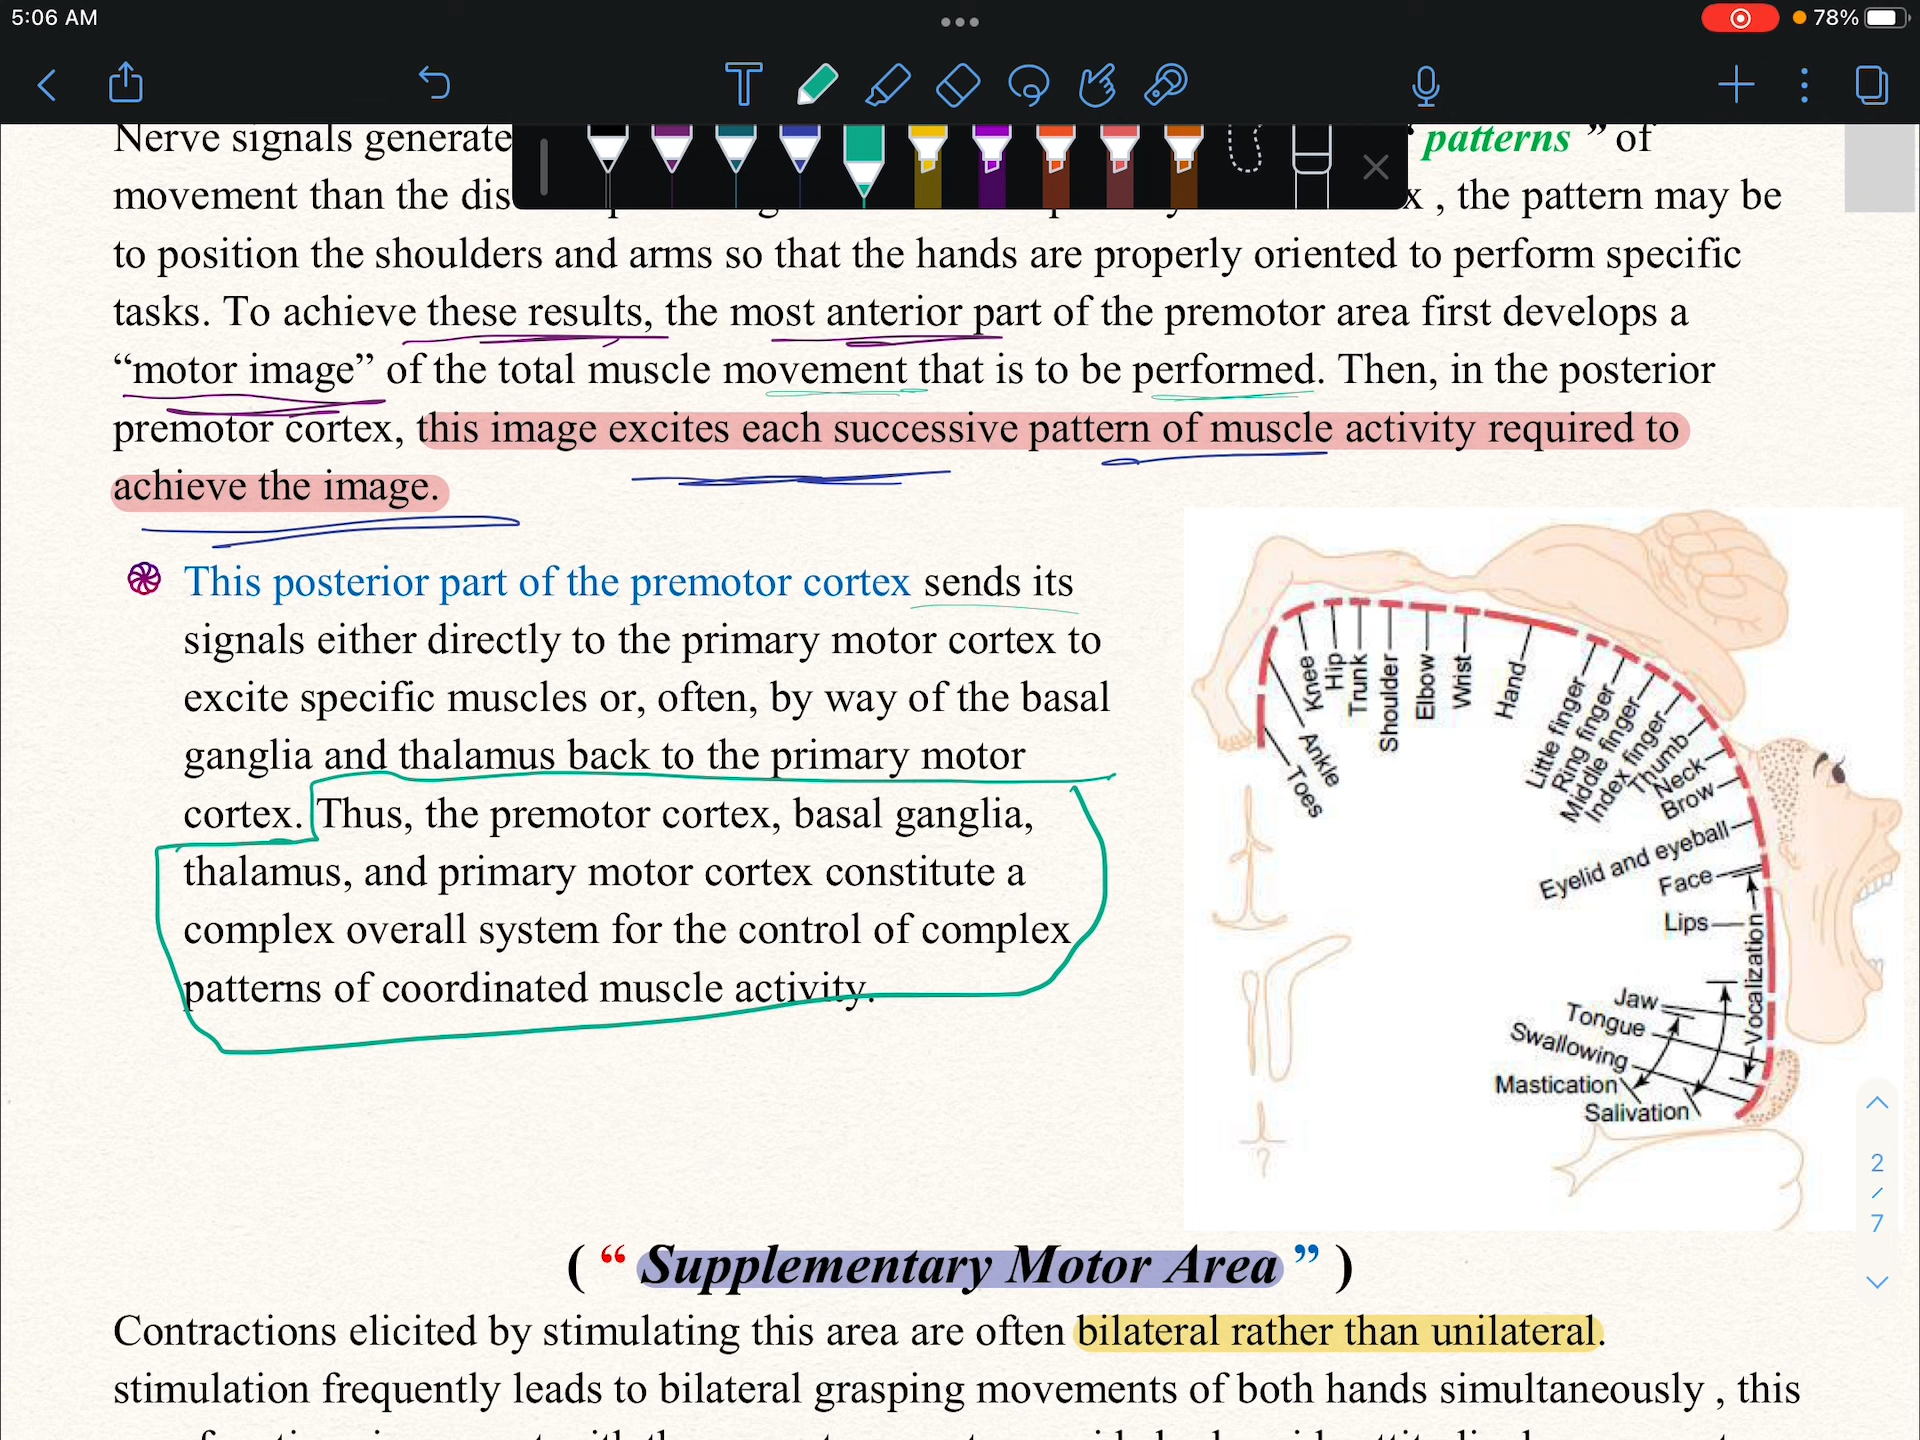 5:06 AM
78%
Nerve signals generate
" patterns " of
movement than the dis
x , the pattern may be
to position the shoulders and arms so that the hands are properly oriented to perform specific
tasks. To achieve these results, the most anterior part of the premotor area first develops a
“motor image” of the total muscle movement that is to be performed. Then, in the posterior
premotor cortex, this image excites each successive pattern of muscle activity required to
achieve the image.
This posterior part of the premotor cortex sends its
signals either directly to the primary motor cortex to
excite specific muscles or, often, by way of the basal
ganglia and thalamus back to the primary motor
cortex. Thus, the premotor cortex, basal ganglia,
thalamus, and primary motor cortex constitute a
complex overall system for the control of complex
patterns of coordinated muscle activity.
Toes
Ankle
Knee
Hip
Trunk
Shoulder
Elbow
Wrist
Hand
Little finger
Ring finger
Middle finger
Index finger
Thumb
Neck
Brow
Eyelid and eyeball
Face
Lips
Vocalization
Jaw
Tongue
Swallowing
Mastication
Salivation
?
2
/
7
( “ Supplementary Motor Area ” )
Contractions elicited by stimulating this area are often bilateral rather than unilateral.
stimulation frequently leads to bilateral grasping movements of both hands simultaneously , this